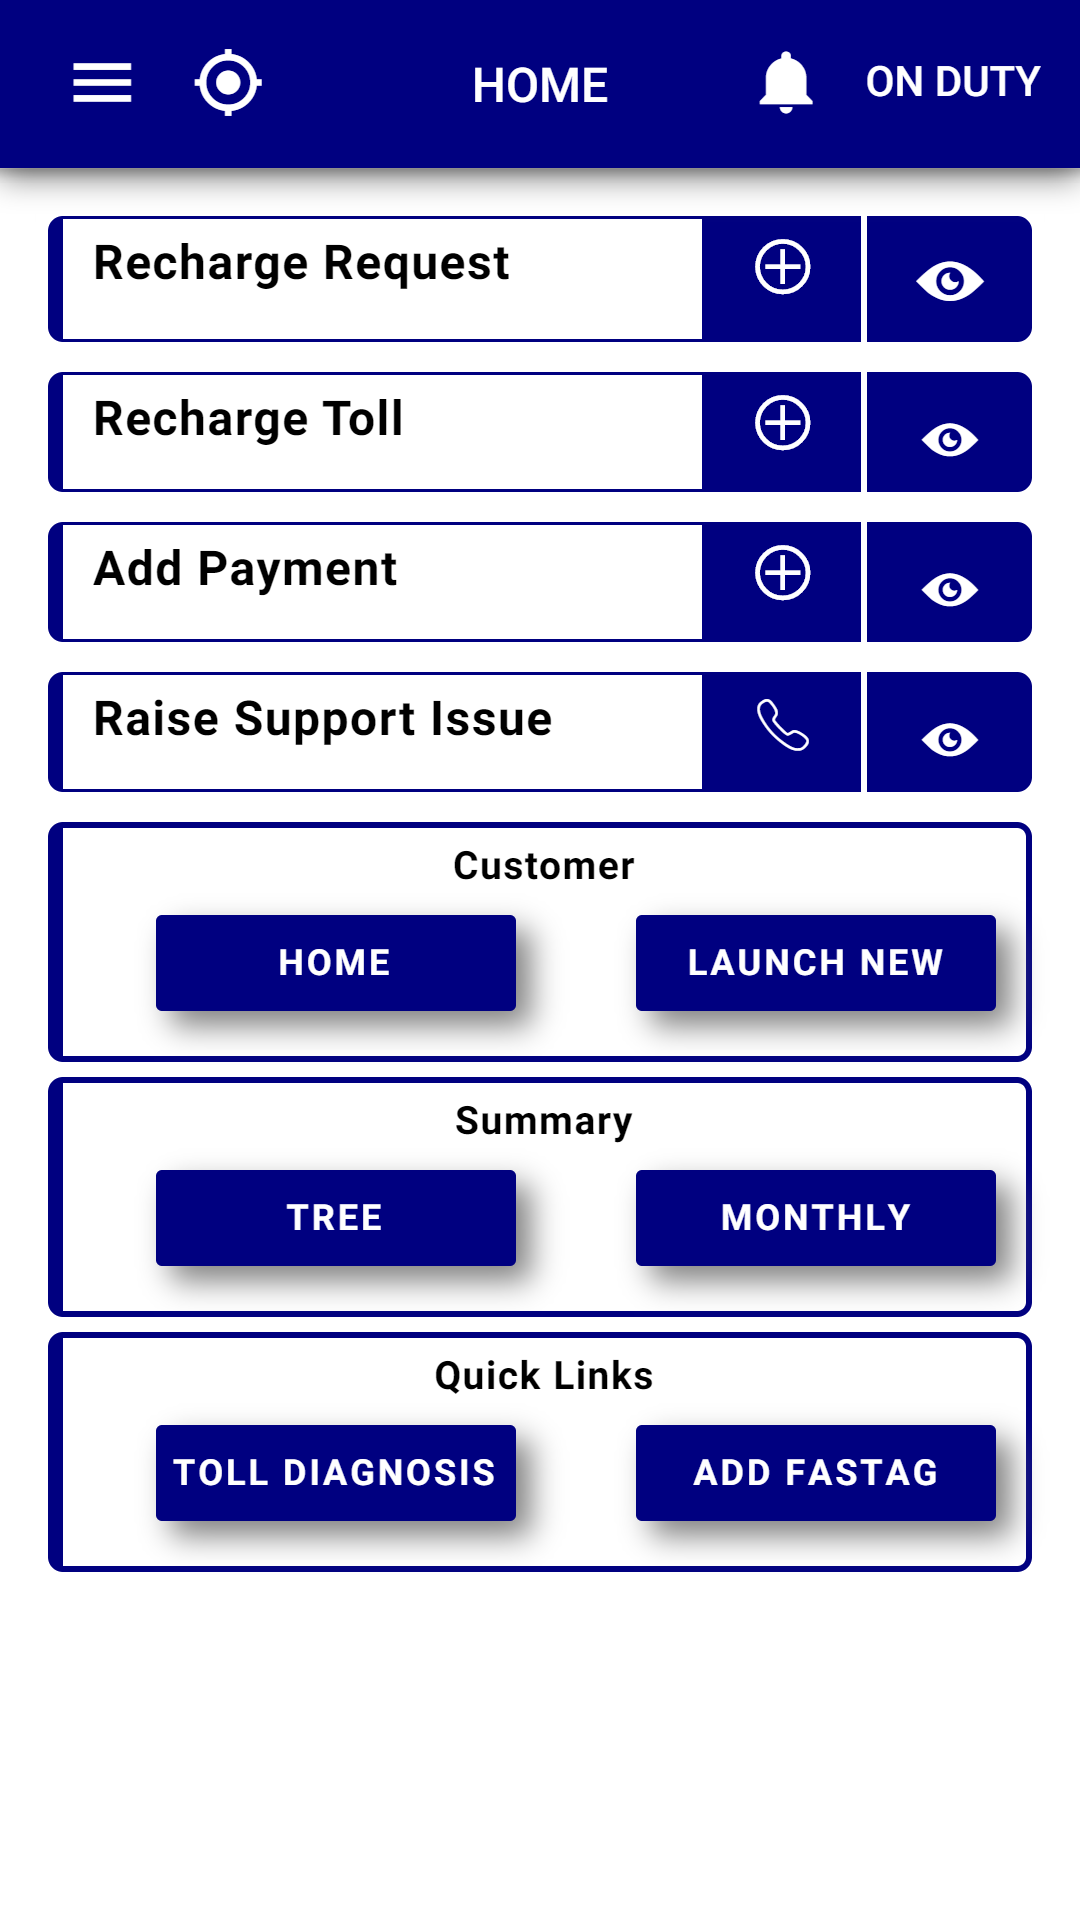 HOME
ON DUTY
Recharge Request
Recharge Toll
Add Payment
Raise Support Issue
Customer
HOME
LAUNCH NEW
Summary
TREE
MONTHLY
Quick Links
TOLL DIAGNOSIS
ADD FASTAG